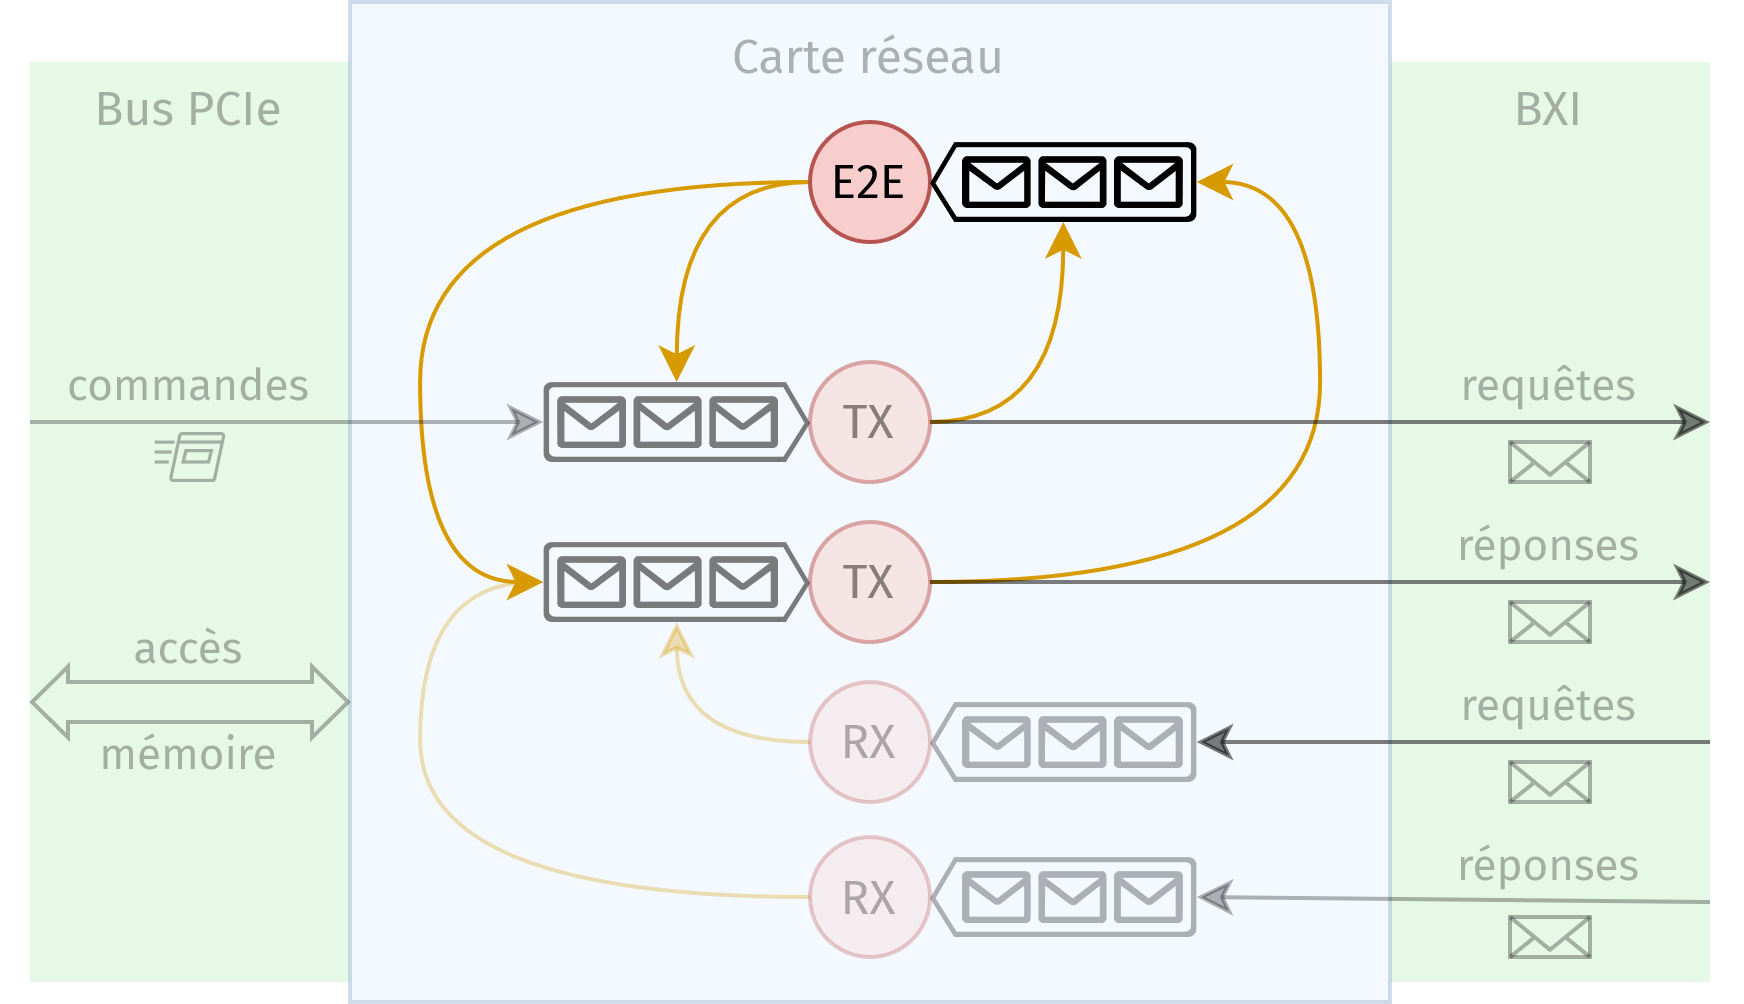 Carte réseau
Bus PCIe
BXI
E2E
commandes
TX
requêtes
TX
réponses
accès
mémoire
RX
requêtes
RX
réponses